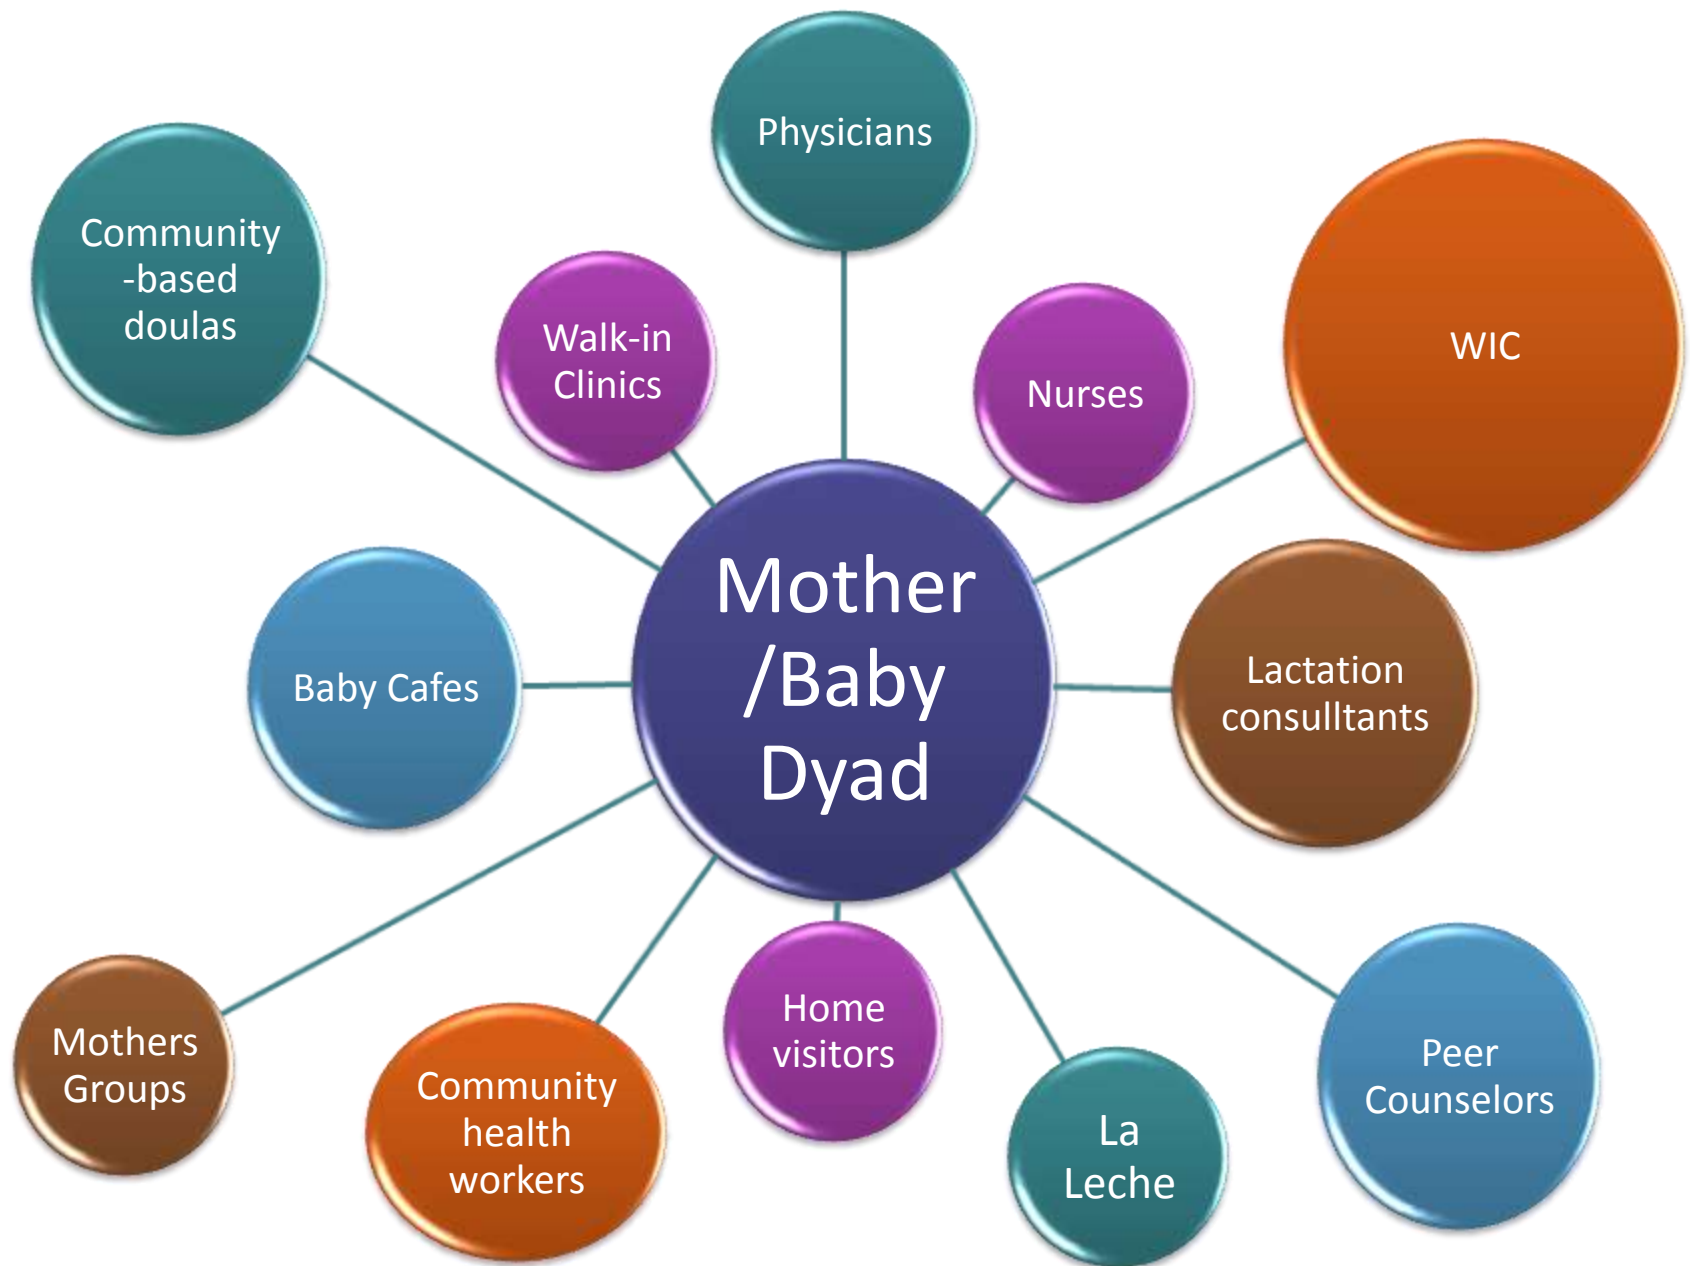 Physicians
Community
-based
doulas
Walk-in
Clinics
Nurses
WIC
Mother
/Baby
Dyad
Baby Cafes
Lactation
consulltants
Mothers
Groups
Community
health
workers
Home
visitors
La
Leche
Peer
Counselors